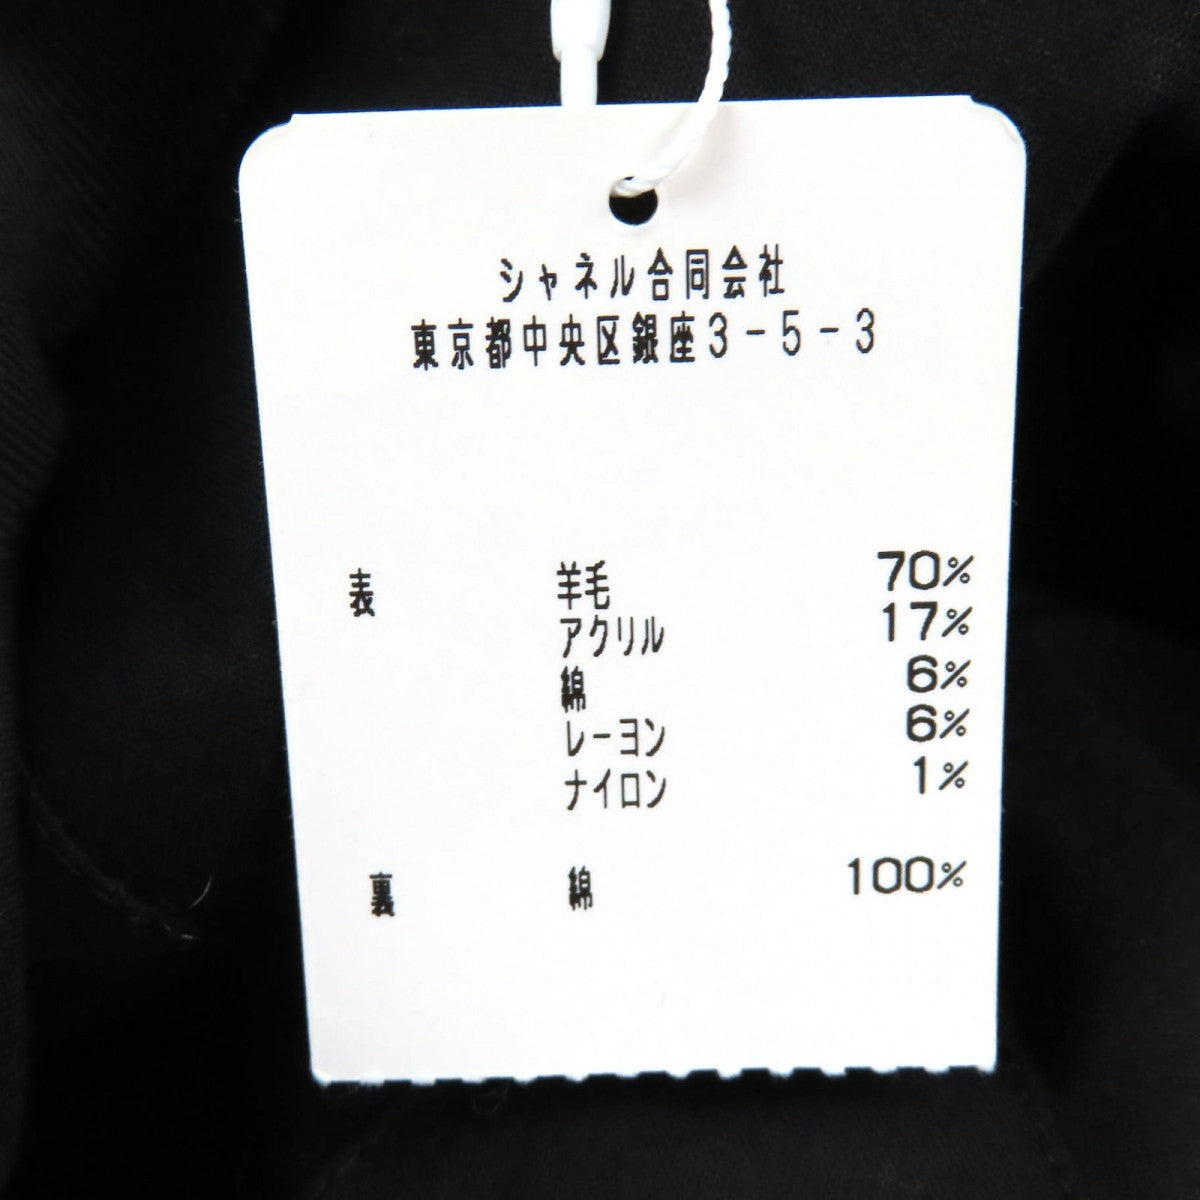 シャネル合同会社
東京都中央区銀座3-5-3
表 羊毛 70%
アクリル 17%
綿 6%
レーヨン 6%
ナイロン 1%
裏 綿 100%